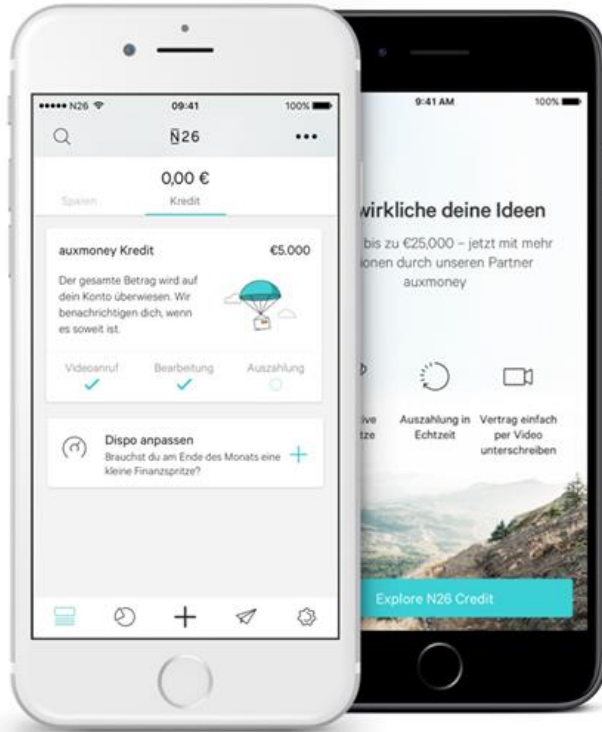 N26
09:41
100%
N26
0,00 €
Sparen
Kredit
auxmoney Kredit
€5.000
Der gesamte Betrag wird auf
dein Konto überwiesen. Wir
benachrichtigen dich, wenn
es soweit ist.
Videoanruf
Bearbeitung
Auszahlung
Dispo anpassen
Brauchst du am Ende des Monats eine
kleine Finanzspritze?
9:41 AM
100%
wirkliche deine Ideen
bis zu €25,000 – jetzt mit mehr
ionen durch unseren Partner
auxmoney
ive
tze
Auszahlung in
Echtzeit
Vertrag einfach
per Video
unterschreiben
Explore N26 Credit